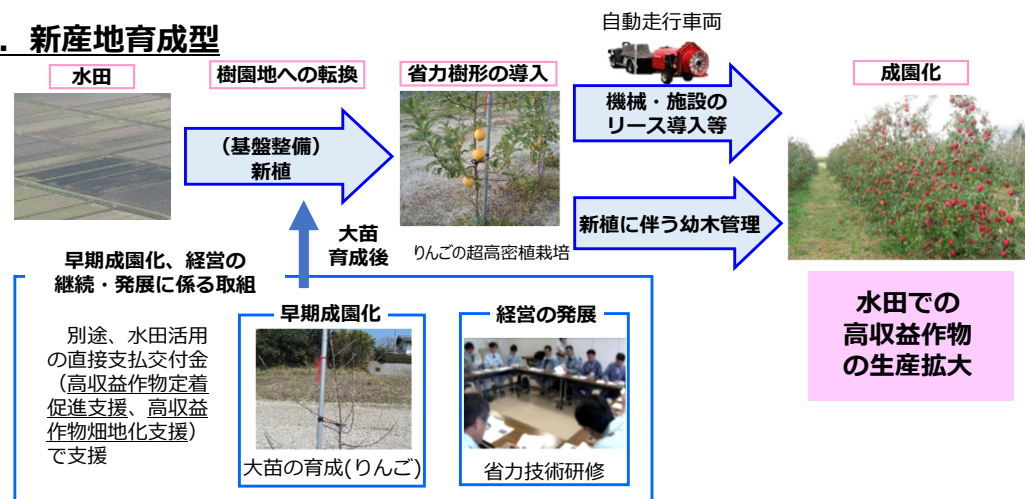 . 新産地育成型
自動走行車両
水田
樹園地への転換
省力樹形の導入
成園化
(基盤整備)
新植
機械・施設の
リース導入等
新植に伴う幼木管理
大苗
育成後
りんごの超高密植栽培
早期成園化、経営の
継続・発展に係る取組
別途、水田活用
の直接支払交付金
(高収益作物定着
促進支援、高収益
作物畑地化支援)
で支援
早期成園化
大苗の育成(りんご)
経営の発展
省力技術研修
水田での
高収益作物
の生産拡大